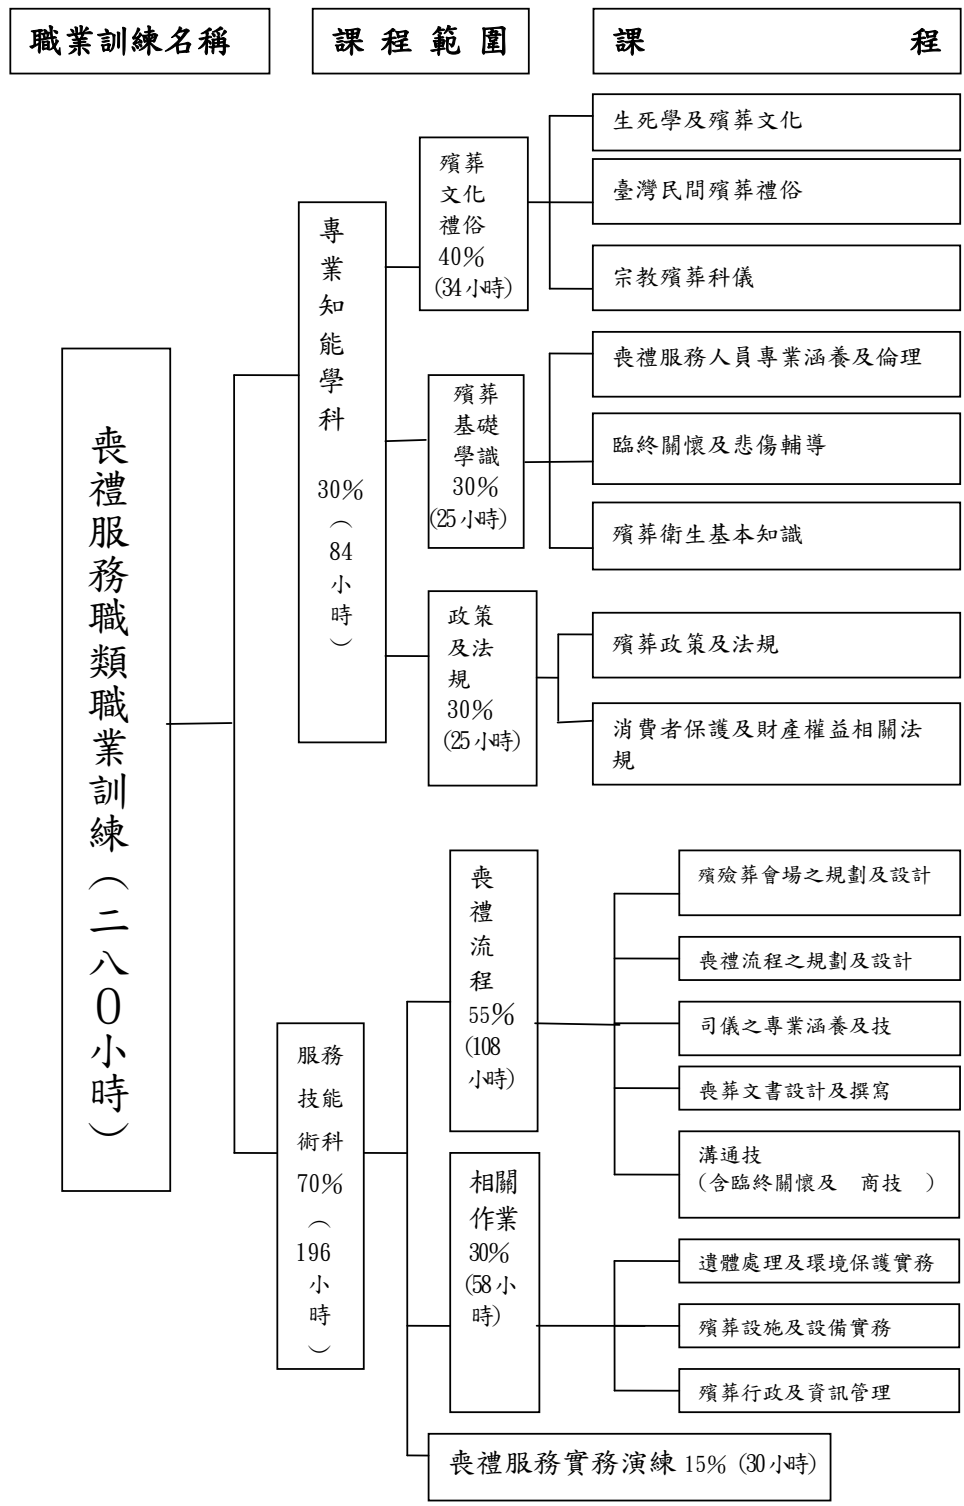 職業訓練名稱
課程範圍
課程
喪禮服務職類職業訓練（二八０小時）
專業知能學科
30%
（84小時）
殯葬
文化
禮俗
40%
(34小時)
生死學及殯葬文化
臺灣民間殯葬禮俗
宗教殯葬科儀
殯葬
基礎
學識
30%
(25小時)
喪禮服務人員專業涵養及倫理
臨終關懷及悲傷輔導
殯葬衛生基本知識
政策
及法
規
30%
(25小時)
殯葬政策及法規
消費者保護及財產權益相關法
規
服務
技能
術科
70%
（196小時）
喪
禮
流
程
55%
(108
小時)
殯殮葬會場之規劃及設計
喪禮流程之規劃及設計
司儀之專業涵養及技
喪葬文書設計及撰寫
溝通技
(含臨終關懷及　商技　)
相關
作業
30%
(58小
時)
遺體處理及環境保護實務
殯葬設施及設備實務
殯葬行政及資訊管理
喪禮服務實務演練 15% (30小時)